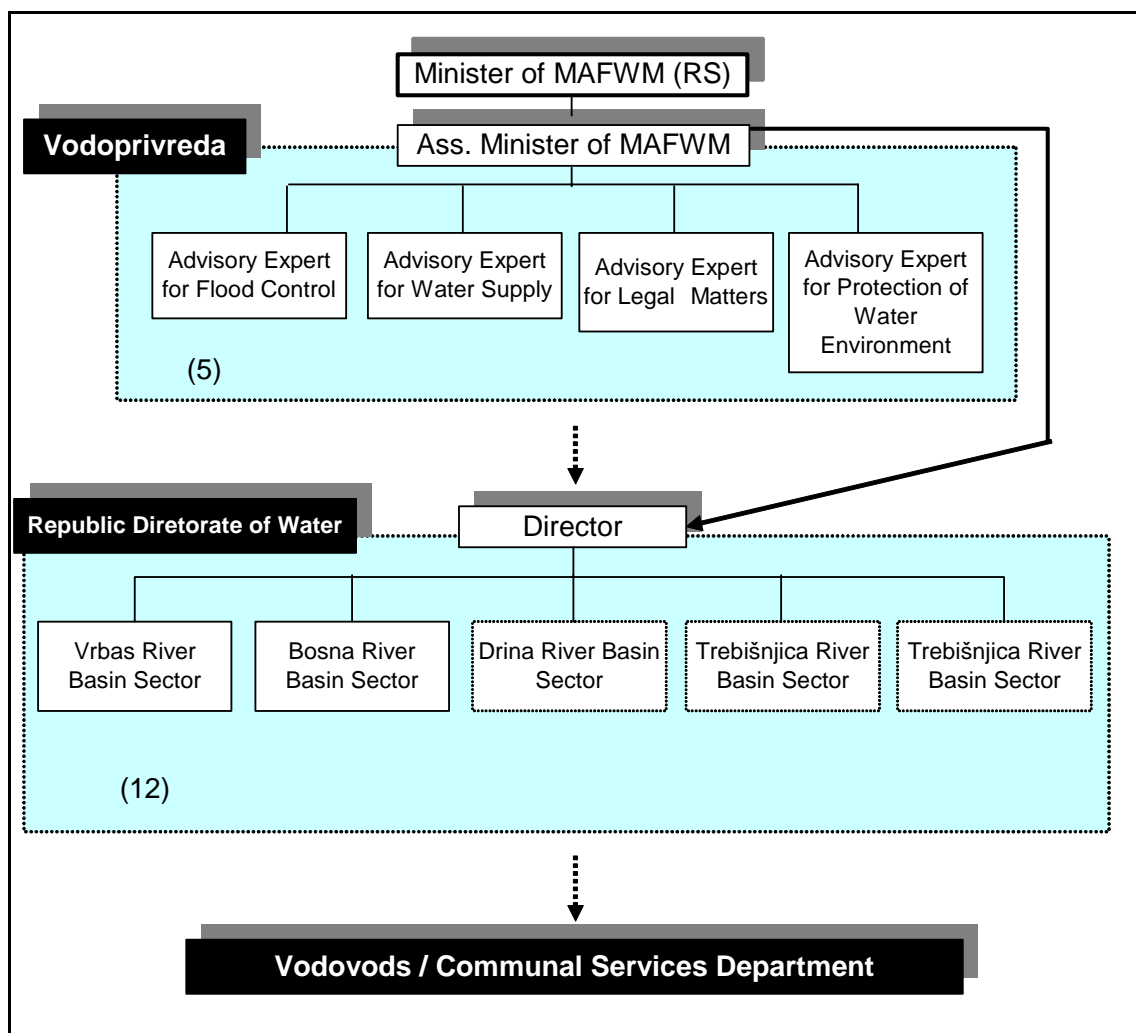 Minister of MAFWM (RS)
Vodoprivreda
Ass. Minister of MAFWM
Advisory Expert
for Flood Control
Advisory Expert
for Water Supply
Advisory Expert
for Legal Matters
Advisory Expert
for Protection of
Water
Environment
(5)
Republic Diretorate of Water
Director
Vrbas River
Basin Sector
Bosna River
Basin Sector
Drina River Basin
Sector
Trebišnjica River
Basin Sector
Trebišnjica River
Basin Sector
(12)
Vodovods / Communal Services Department